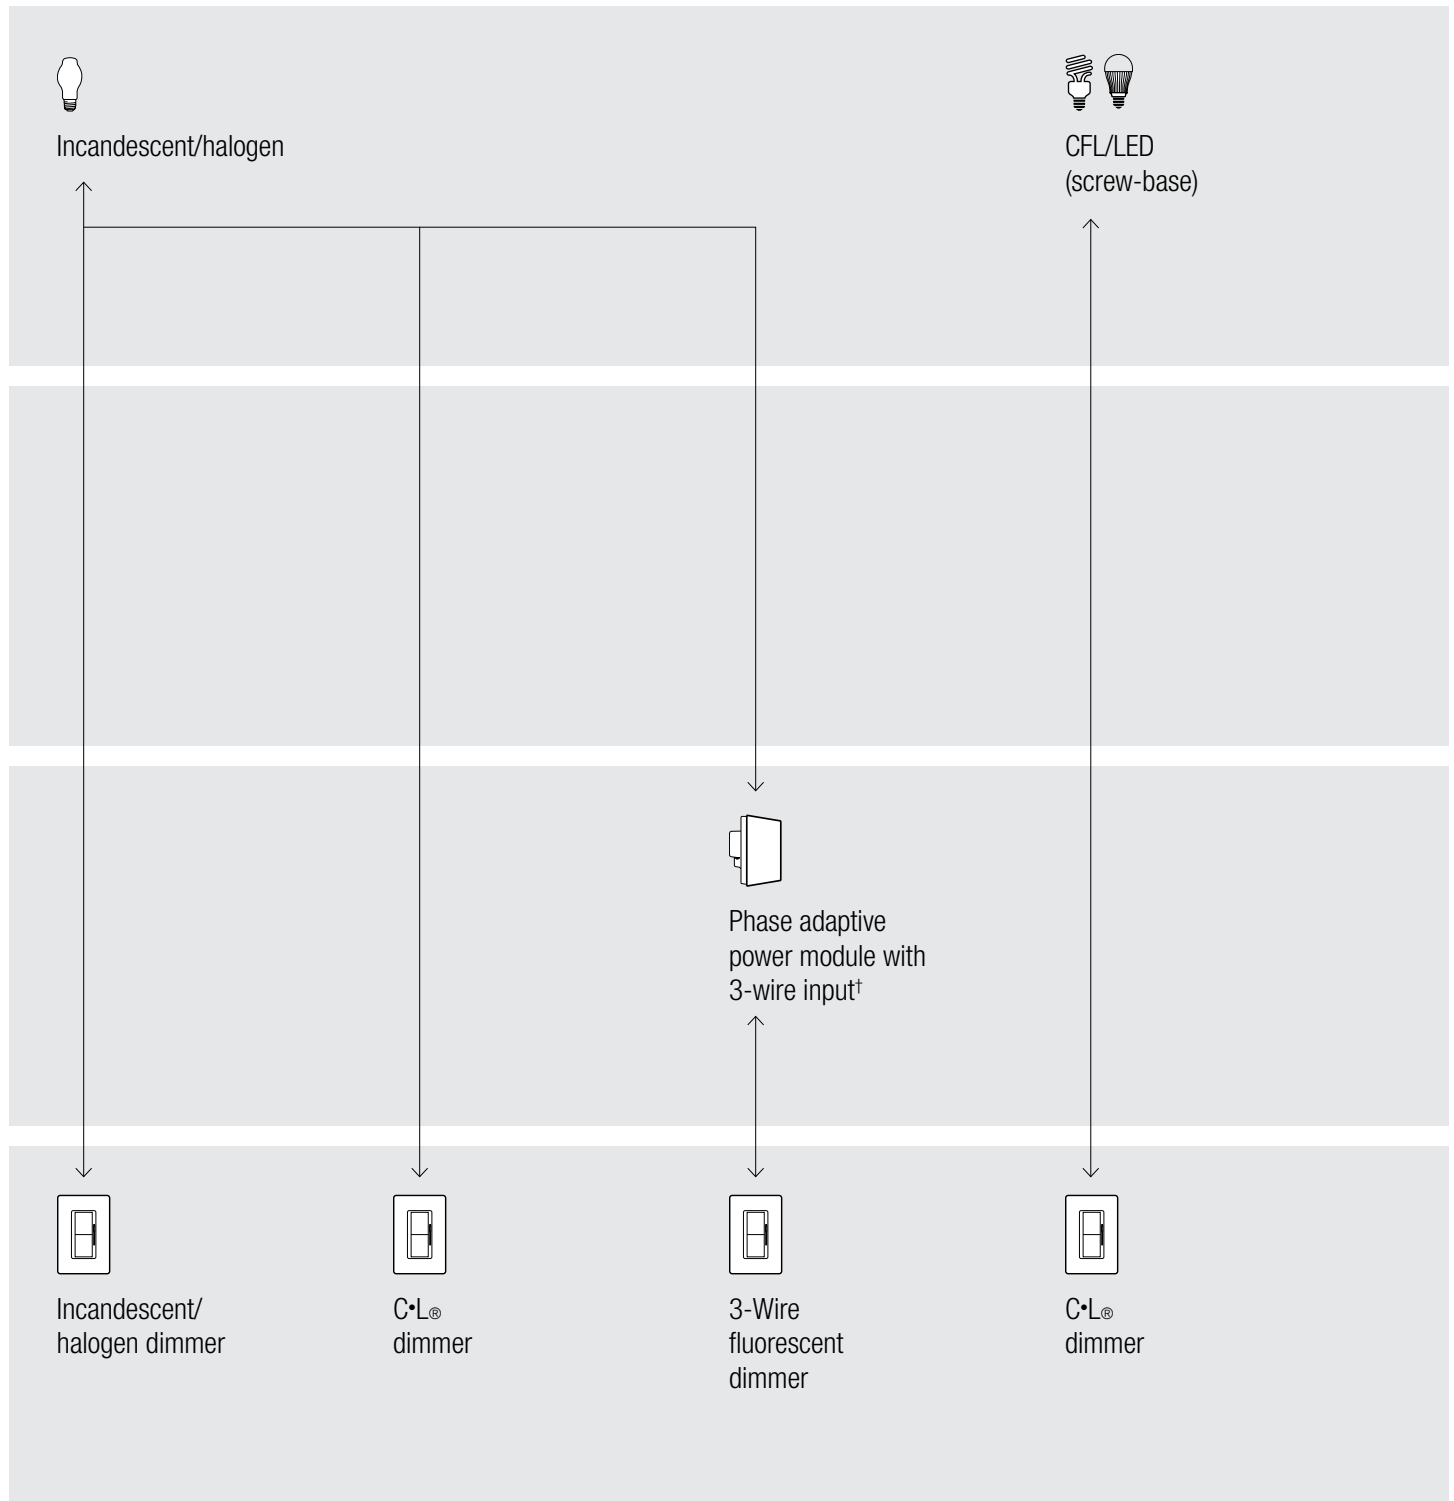 Incandescent/halogen
CFL/LED
(screw-base)
Phase adaptive
power module with
3-wire input†
Incandescent/
halogen dimmer
C•L®
dimmer
3-Wire
fluorescent
dimmer
C•L®
dimmer